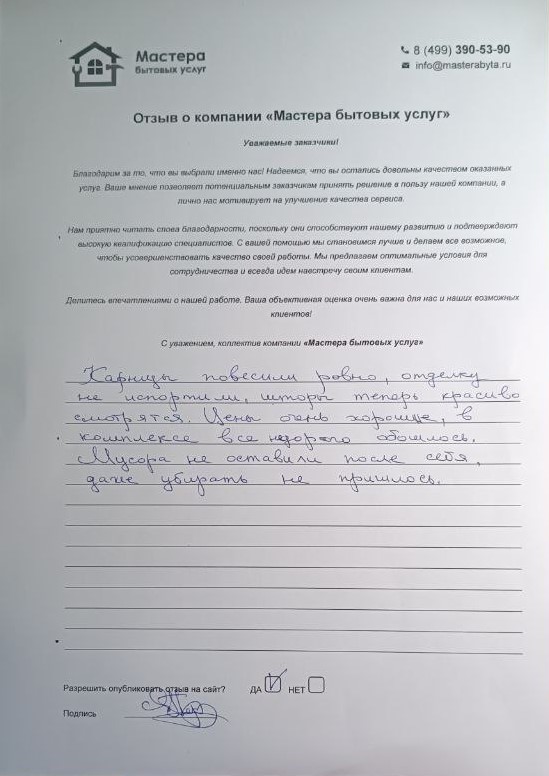 Мастера
бытовых услуг
8 (499) 390-53-90
info@masterabyta.ru
Отзыв о компании «Мастера бытовых услуг»
Уважаемые заказчики!
Благодарим за то, что вы выбрали именно нас! Надеемся, что вы остались довольны качеством оказанных
услуг. Ваше мнение позволяет потенциальным заказчикам принять решение в пользу нашей компании, а
лично нас мотивирует на улучшение качества сервиса.
Нам приятно читать слова благодарности, поскольку они способствуют нашему развитию и подтверждают
высокую квалификацию специалистов. С вашей помощью мы становимся лучше и делаем все возможное,
чтобы усовершенствовать качество своей работы. Мы предлагаем оптимальные условия для
сотрудничества и всегда идем навстречу своим клиентам.
Делитесь впечатлениями о нашей работе. Ваша объективная оценка очень важна для нас и наших возможных
клиентов!
С уважением, коллектив компании «Мастера бытовых услуг»
Карнизы повесили ровно, отделку
не испортили, шторы теперь красиво
смотрятся. Цены очень хорошие, в
комплексе все недорого обошлось.
Мусора не оставили после себя,
даже убирать не пришлось.
Разрешить опубликовать отзыв на сайт? ДА НЕТ
Подпись